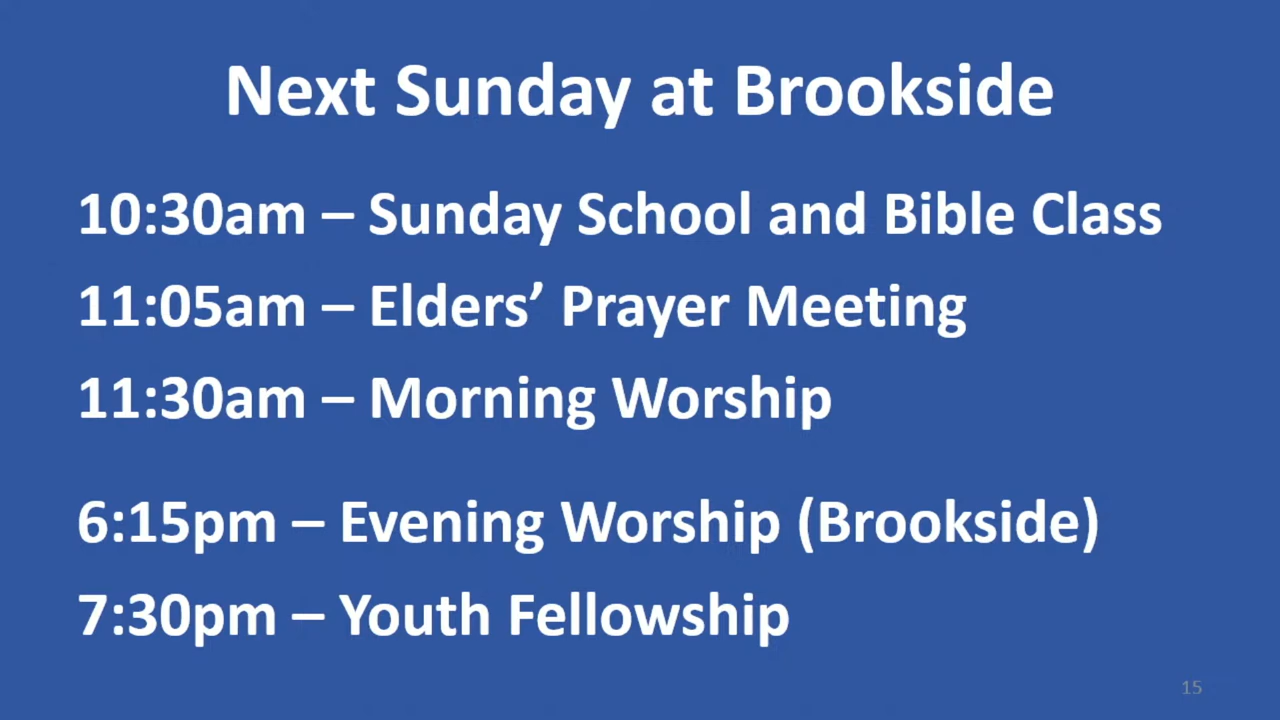 Next Sunday at Brookside
10:30am – Sunday School and Bible Class
11:05am – Elders’ Prayer Meeting
11:30am – Morning Worship
6:15pm – Evening Worship (Brookside)
7:30pm – Youth Fellowship
15